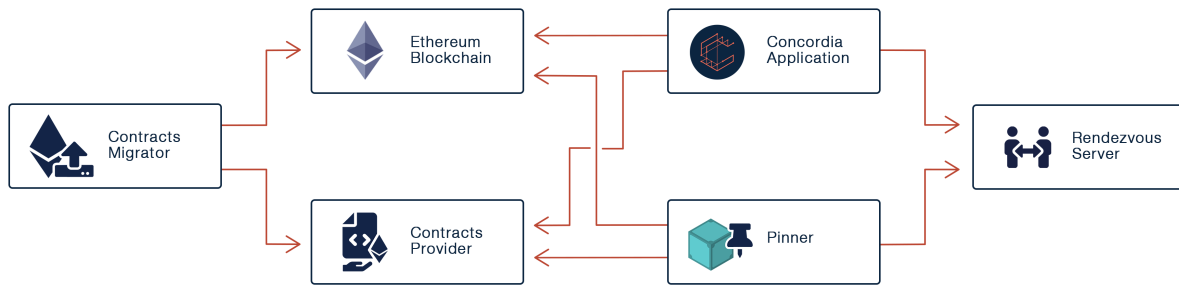 Ethereum
Blockchain
Concordia
Application
Contracts
Migrator
Rendezvous
Server
Contracts
Provider
Pinner